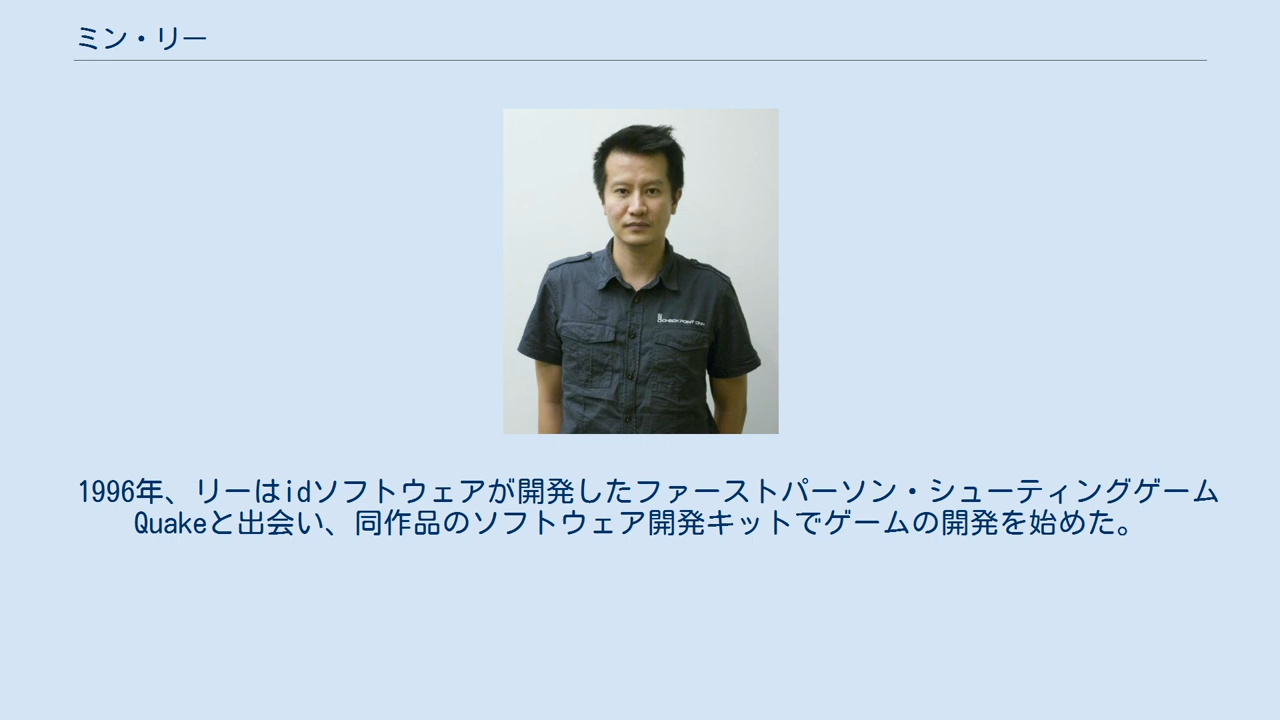 ミン・リー
1996年、リーはidソフトウェアが開発したファーストパーソン・シューティングゲーム
Quakeと出会い、同作品のソフトウェア開発キットでゲームの開発を始めた。